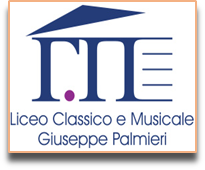 Γ.Π
Liceo Classico e Musicale
Giuseppe Palmieri